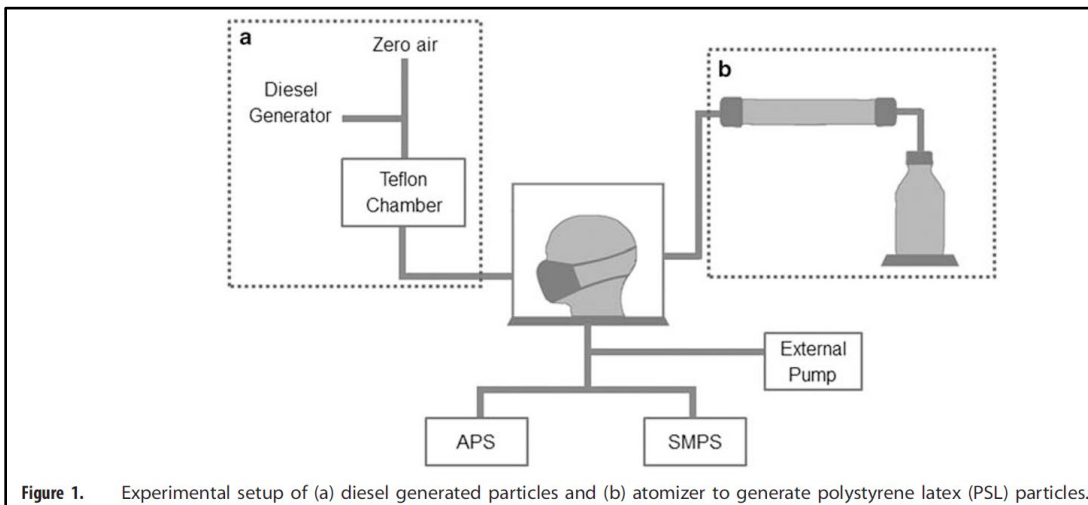 a
Zero air
Diesel
Generator
Teflon
Chamber
b
External
Pump
APS
SMPS
Figure 1. Experimental setup of (a) diesel generated particles and (b) atomizer to generate polystyrene latex (PSL) particles.